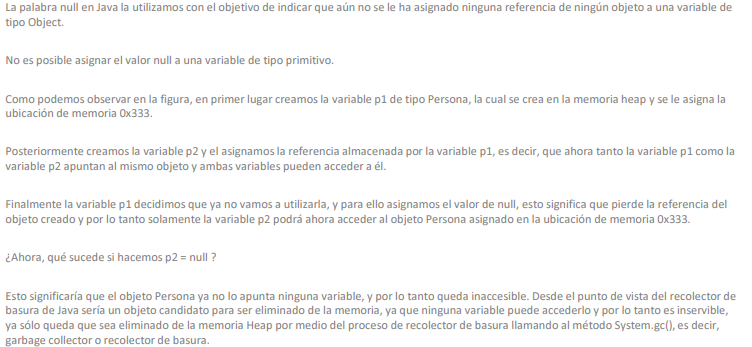 La palabra null en Java la utilizamos con el objetivo de indicar que aún no se le ha asignado ninguna referencia de ningún objeto a una variable de
tipo Object.
No es posible asignar el valor null a una variable de tipo primitivo.
Como podemos observar en la figura, en primer lugar creamos la variable p1 de tipo Persona, la cual se crea en la memoria heap y se le asigna la
ubicación de memoria 0x333.
Posteriormente creamos la variable p2 y el asignamos la referencia almacenada por la variable p1, es decir, que ahora tanto la variable p1 como la
variable p2 apuntan al mismo objeto y ambas variables pueden acceder a él.
Finalmente la variable p1 decidimos que ya no vamos a utilizarla, y para ello asignamos el valor de null, esto significa que pierde la referencia del
objeto creado y por lo tanto solamente la variable p2 podrá ahora acceder al objeto Persona asignado en la ubicación de memoria 0x333.
¿Ahora, qué sucede si hacemos p2 = null ?
Esto significaría que el objeto Persona ya no lo apunta ninguna variable, y por lo tanto queda inaccesible. Desde el punto de vista del recolector de
basura de Java sería un objeto candidato para ser eliminado de la memoria, ya que ninguna variable puede accederlo y por lo tanto es inservible,
ya sólo queda que sea eliminado de la memoria Heap por medio del proceso de recolector de basura llamando al método System.gc(), es decir,
garbage collector o recolector de basura.